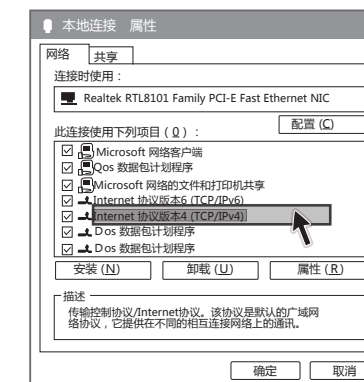 本地连接 属性
网络 共享
连接时使用：
Realtek RTL8101 Family PCI-E Fast Ethernet NIC
配置 (C)
此连接使用下列项目（0）：
Microsoft 网络客户端
Qos 数据包计划程序
Microsoft 网络的文件和打印机共享
Internet 协议版本6 (TCP/IPv6)
Internet 协议版本4 (TCP/IPv4)
Dos 数据包计划程序
Dos 数据包计划程序
安装 (N) 卸载 (U) 属性 (R)
描述
传输控制协议/Internet协议。该协议是默认的广域网
络协议，它提供在不同的相互连接网络上的通讯。
确定 取消